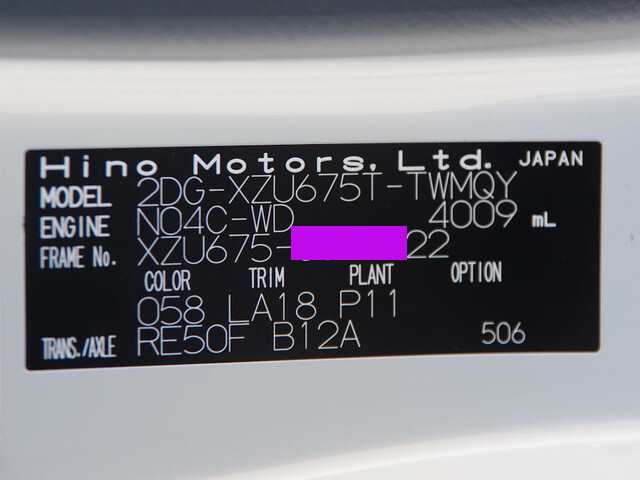 Hino Motors, Ltd. JAPAN
MODEL 2DG-XZU675T-TWMQY
ENGINE N04C-WD 4009 mL
FRAME No. XZU675- 22
COLOR TRIM PLANT OPTION
058 LA18 P11
TRANS./AXLE RE50F B12A 506